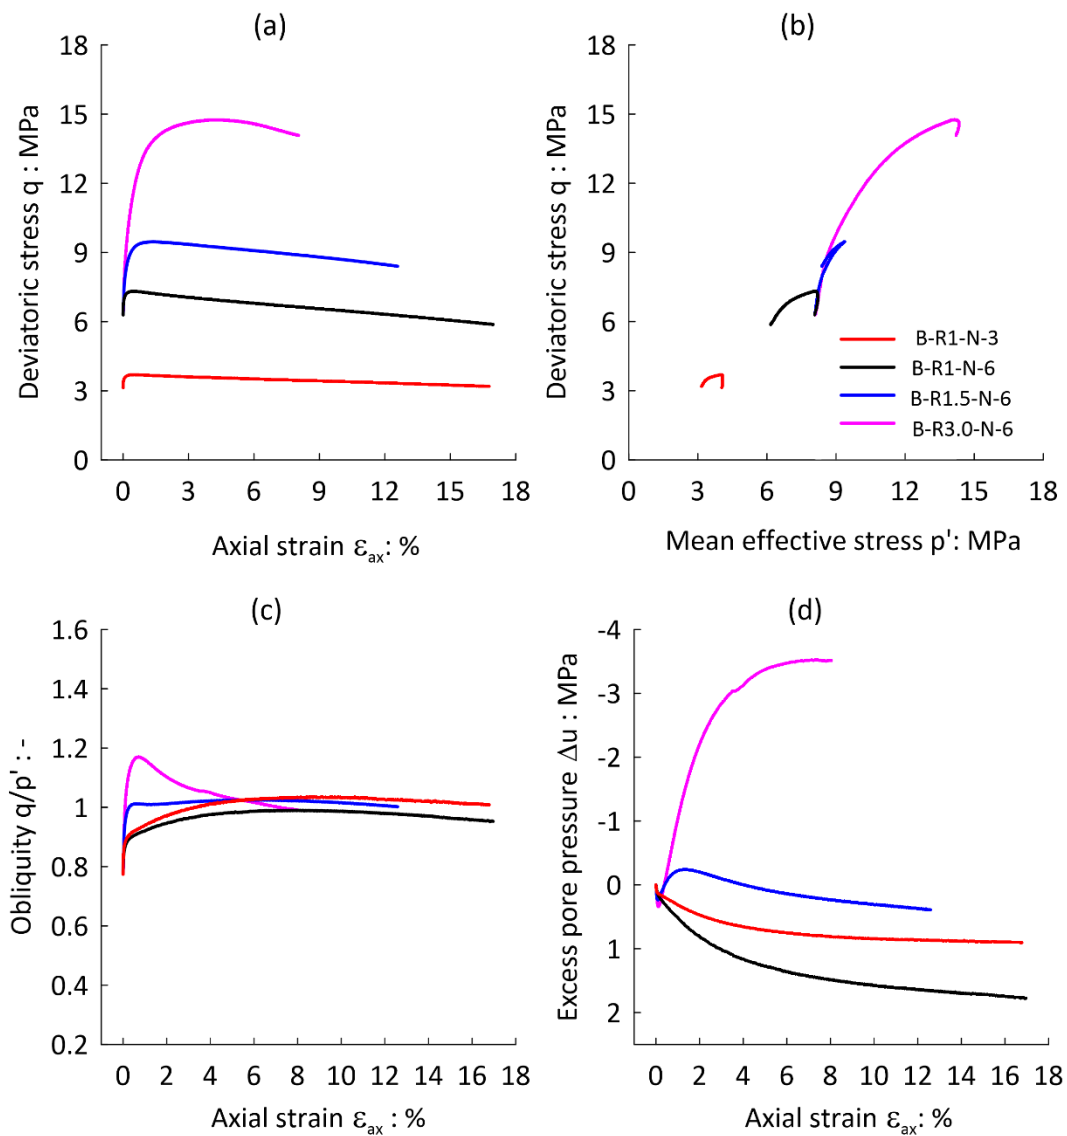 (a)
Deviatoric stress q : MPa
18
15
12
9
6
3
0
0 3 6 9 12 15 18
Axial strain εax: %
(b)
Deviatoric stress q : MPa
18
15
12
9
6
3
0
B-R1-N-3
B-R1-N-6
B-R1.5-N-6
B-R3.0-N-6
0 3 6 9 12 15 18
Mean effective stress p': MPa
(c)
Obliquity q/p' : -
1.6
1.4
1.2
1
0.8
0.6
0.4
0.2
0 2 4 6 8 10 12 14 16 18
Axial strain εax : %
(d)
Excess pore pressure Δu : MPa
-4
-3
-2
-1
0
1
2
0 2 4 6 8 10 12 14 16 18
Axial strain εax : %